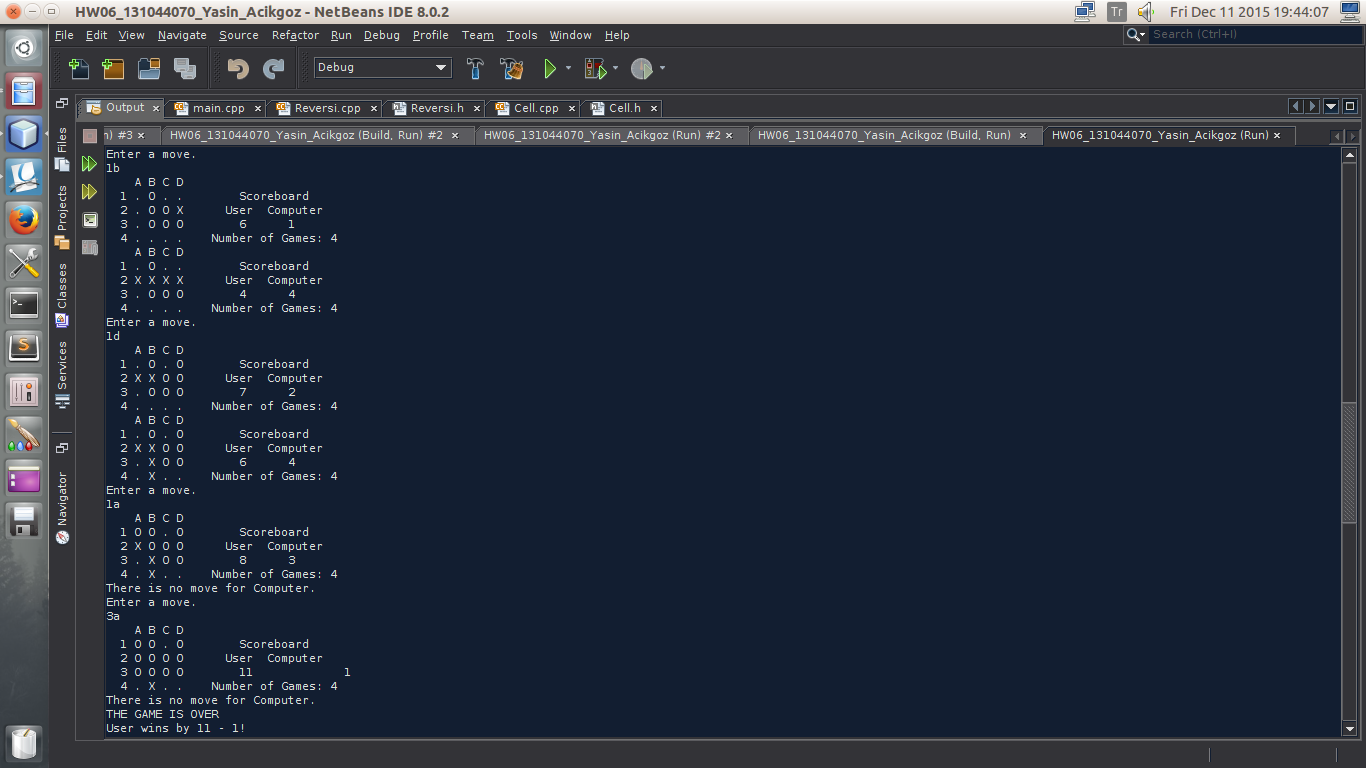 HW06_131044070_Yasin_Acikgoz - NetBeans IDE 8.0.2 Tr Fri Dec 11 2015 19:44:07
File Edit View Navigate Source Refactor Run Debug Profile Team Tools Window Help Search (Ctrl+I)
Debug
Output main.cpp Reversi.cpp Reversi.h Cell.cpp Cell.h
) #3 HW06_131044070_Yasin_Acikgoz (Build, Run) #2 HW06_131044070_Yasin_Acikgoz (Run) #2 HW06_131044070_Yasin_Acikgoz (Build, Run) HW06_131044070_Yasin_Acikgoz (Run)
Files
Projects
Classes
Services
Navigator
Enter a move.
1b
A B C D
1 . O . . Scoreboard
2 . O O X User Computer
3 . O O O 6 1
4 . . . . Number of Games: 4
A B C D
1 . O . . Scoreboard
2 X X X X User Computer
3 . O O O 4 4
4 . . . . Number of Games: 4
Enter a move.
1d
A B C D
1 . O . O Scoreboard
2 X X O O User Computer
3 . O O O 7 2
4 . . . . Number of Games: 4
A B C D
1 . O . O Scoreboard
2 X X O O User Computer
3 . X O O 6 4
4 . X . . Number of Games: 4
Enter a move.
1a
A B C D
1 O O . O Scoreboard
2 X O O O User Computer
3 . X O O 8 3
4 . X . . Number of Games: 4
There is no move for Computer.
Enter a move.
3a
A B C D
1 O O . O Scoreboard
2 O O O O User Computer
3 O O O O 11 1
4 . X . . Number of Games: 4
There is no move for Computer.
THE GAME IS OVER
User wins by 11 - 1!